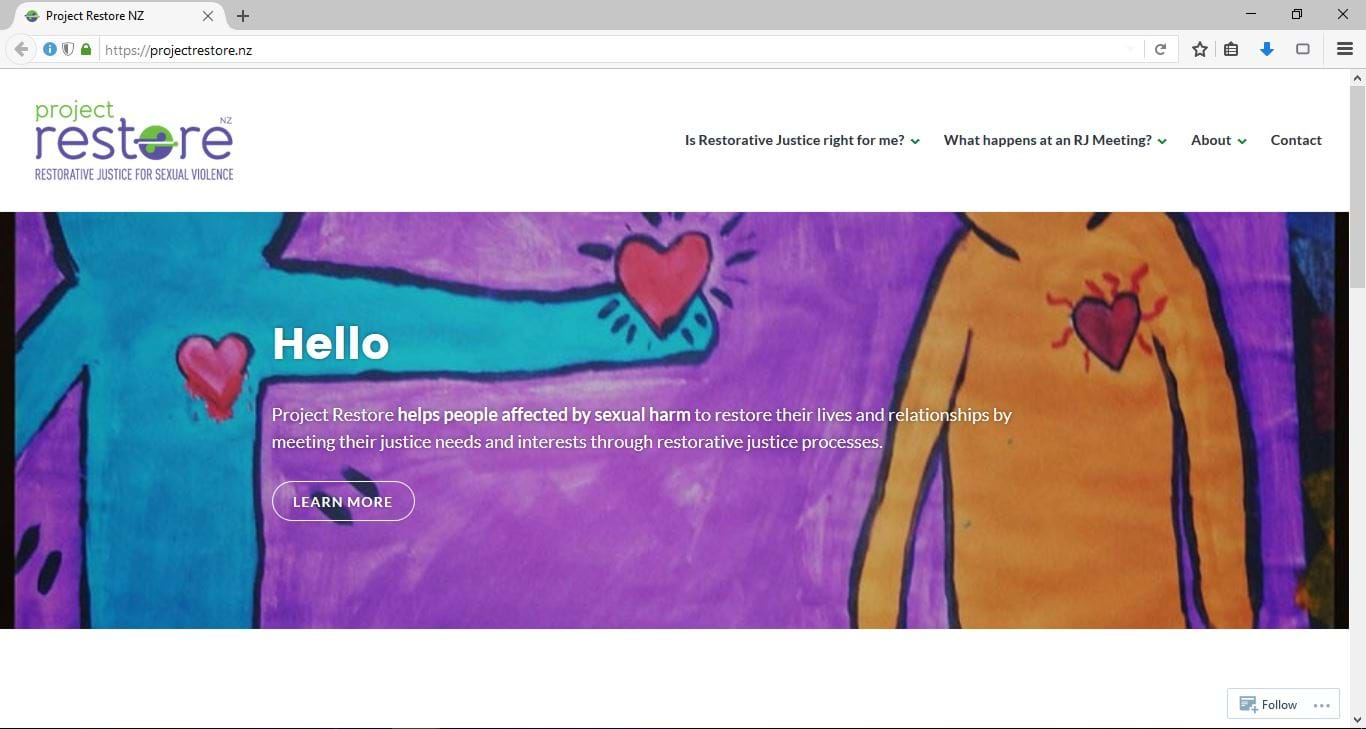 Project Restore NZ
https://projectrestore.nz
project
restore
NZ
RESTORATIVE JUSTICE FOR SEXUAL VIOLENCE
Is Restorative Justice right for me?
What happens at an RJ Meeting?
About
Contact
Hello
Project Restore helps people affected by sexual harm to restore their lives and relationships by
meeting their justice needs and interests through restorative justice processes.
LEARN MORE
Follow